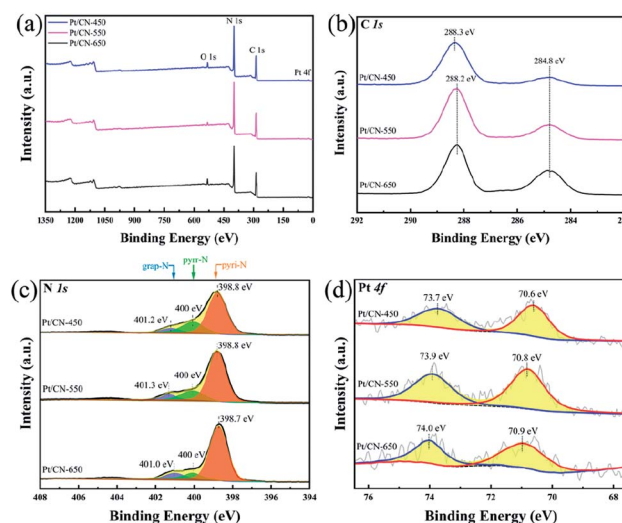 (a)
Pt/CN-450
Pt/CN-550
Pt/CN-650
N 1s
O 1s
C 1s
Pt 4f
Intensity (a.u.)
1350 1200 1050 900 750 600 450 300 150 0
Binding Energy (eV)
(b)
C 1s
288.3 eV
284.8 eV
Pt/CN-450
288.2 eV
Pt/CN-550
Pt/CN-650
Intensity (a.u.)
292 290 288 286 284 282
Binding Energy (eV)
grap-N pyrr-N pyri-N
(c)
N 1s
398.8 eV
Pt/CN-450
401.2 eV
400 eV
398.8 eV
Pt/CN-550
401.3 eV
400 eV
398.7 eV
Pt/CN-650
401.0 eV
400 eV
Intensity (a.u.)
408 406 404 402 400 398 396 394
Binding Energy (eV)
(d)
Pt 4f
73.7 eV
70.6 eV
Pt/CN-450
73.9 eV
70.8 eV
Pt/CN-550
74.0 eV
70.9 eV
Pt/CN-650
Intensity (a.u.)
76 74 72 70 68
Binding Energy (eV)